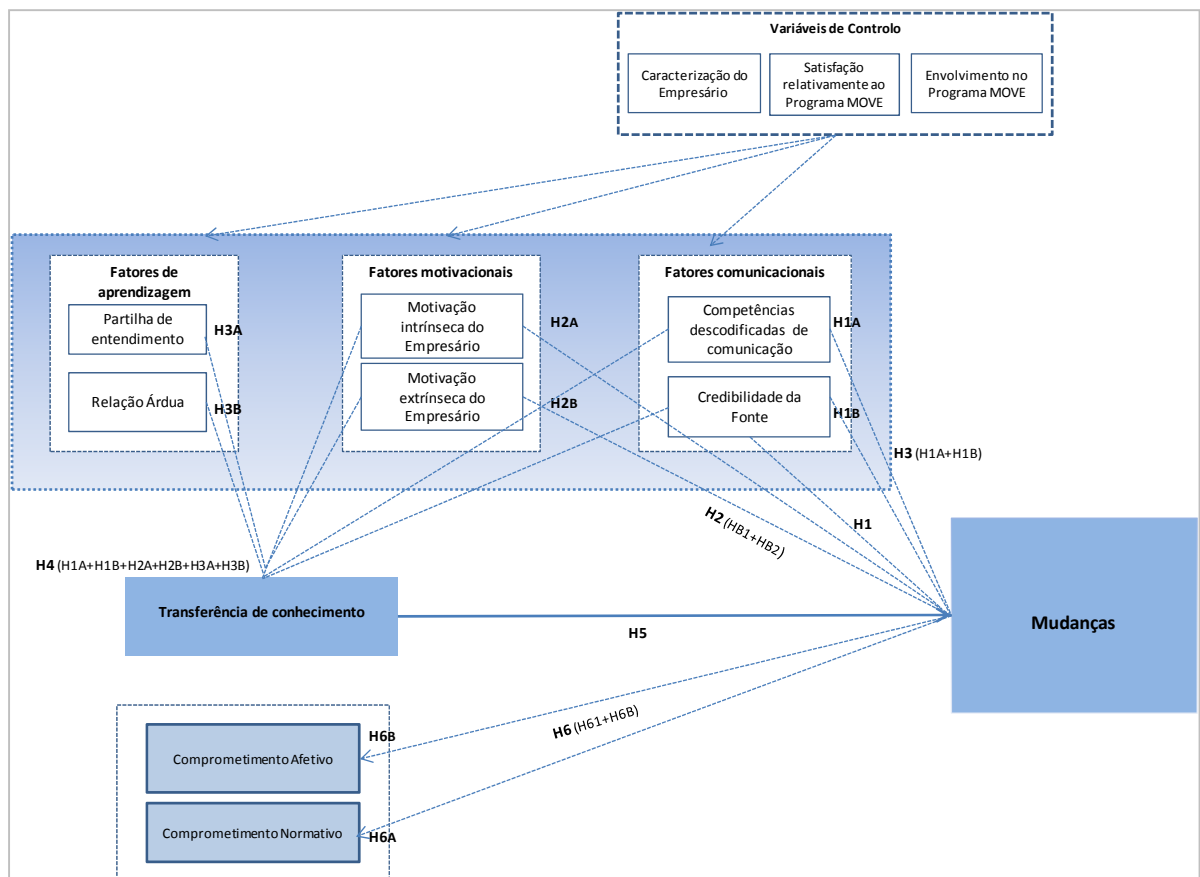 Variáveis de Controlo
Caracterização do
Empresário
Satisfação
relativamente ao
Programa MOVE
Envolvimento no
Programa MOVE
Fatores de
aprendizagem
Partilha de
entendimento
H3A
Relação Árdua
H3B
Fatores motivacionais
Motivação
intrínseca do
Empresário
H2A
Motivação
extrínseca do
Empresário
H2B
Fatores comunicacionais
Competências
descodificadas de
comunicação
H1A
Credibilidade da
Fonte
H1B
H3 (H1A+H1B)
H2 (HB1+HB2)
H1
H4 (H1A+H1B+H2A+H2B+H3A+H3B)
Transferência de conhecimento
H5
Mudanças
H6 (H61+H6B)
H6B
Comprometimento Afetivo
Comprometimento Normativo
H6A